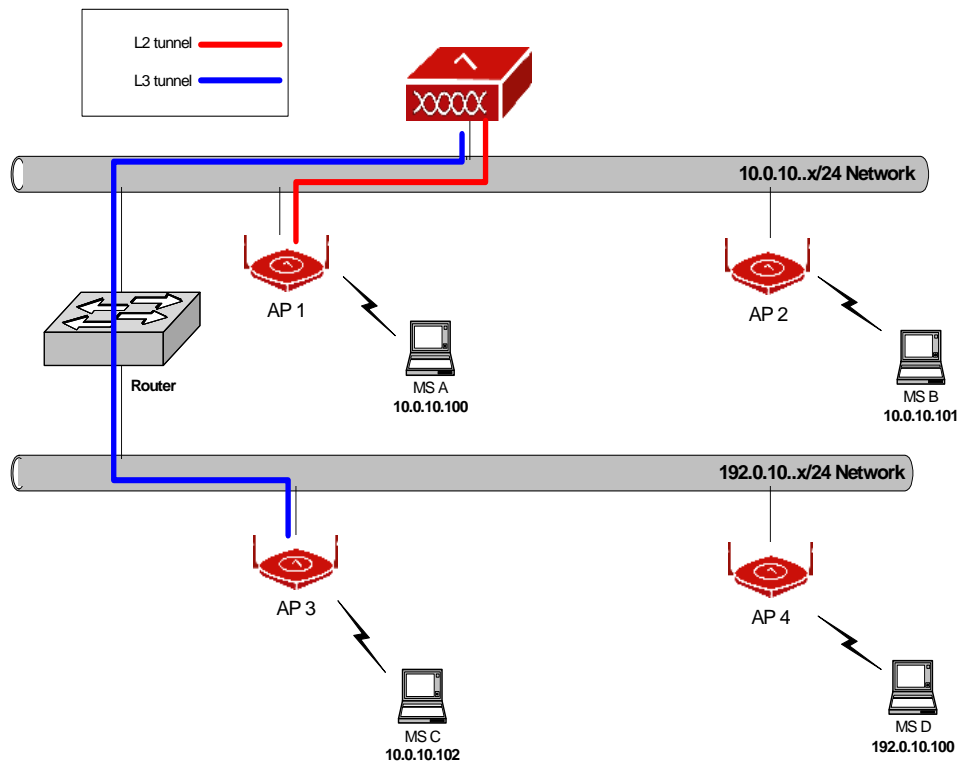 L2 tunnel
L3 tunnel
10.0.10..x/24 Network
AP 1
AP 2
MS A
10.0.10.100
MS B
10.0.10.101
Router
192.0.10..x/24 Network
AP 3
AP 4
MS C
10.0.10.102
MS D
192.0.10.100